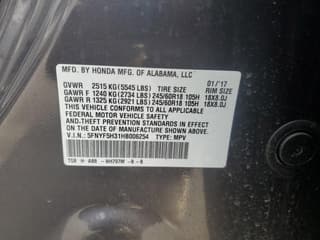 MFD. BY HONDA MFG. OF ALABAMA, LLC 01/'17
GVWR 2515 KG (5545 LBS) TIRE SIZE RIM SIZE
GAWR F 1240 KG (2734 LBS) 245/60R18 105H 18X8.0J
GAWR R 1325 KG (2921 LBS) 245/60R18 105H 18X8.0J
THIS VEHICLE CONFORMS TO ALL APPLICABLE
FEDERAL MOTOR VEHICLE SAFETY
AND THEFT PREVENTION STANDARDS IN EFFECT
ON THE DATE OF MANUFACTURE SHOWN ABOVE.
V.I.N.: 5FNYF5H31HB006254 TYPE: MPV